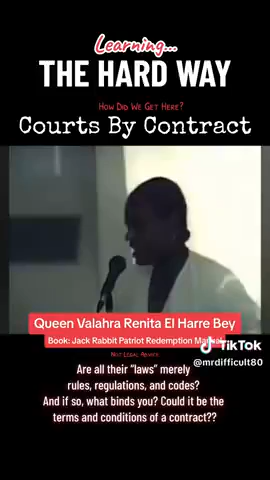 Learning...
THE HARD WAY
How Did We Get Here?
Courts By Contract
Queen Valahra Renita El Harre Bey
Book: Jack Rabbit Patriot Redemption Manual
TikTok
@mrdifficult80
Not Legal Advice
Are all their "laws" merely
rules, regulations, and codes?
And if so, what binds you? Could it be the
terms and conditions of a contract??